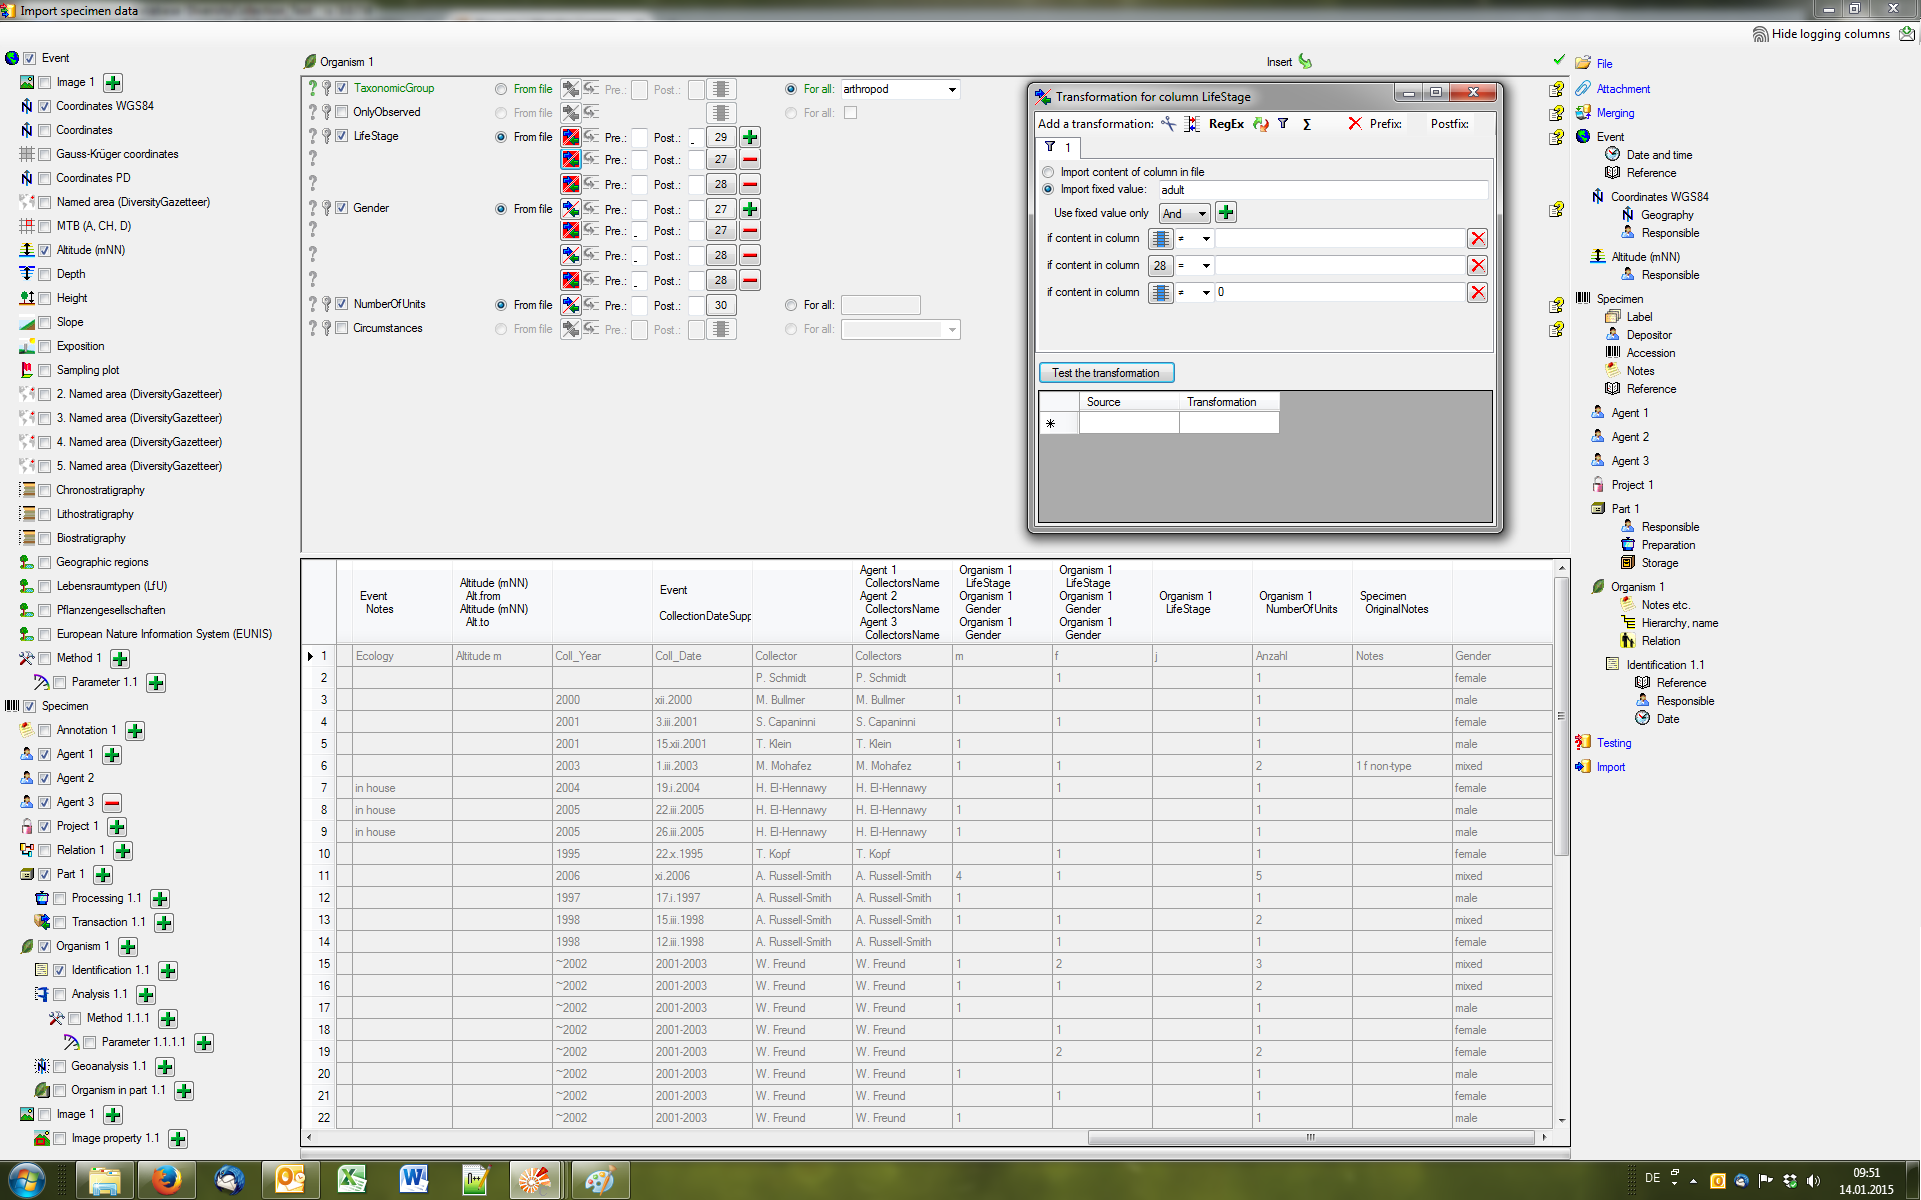 Import specimen data
Hide logging columns
Event
Image 1
Coordinates WGS84
Coordinates
Gauss-Krüger coordinates
Coordinates PD
Named area (DiversityGazetteer)
MTB (A, CH, D)
Altitude (mNN)
Depth
Height
Slope
Exposition
Sampling plot
2. Named area (DiversityGazetteer)
3. Named area (DiversityGazetteer)
4. Named area (DiversityGazetteer)
5. Named area (DiversityGazetteer)
Chronostratigraphy
Lithostratigraphy
Biostratigraphy
Geographic regions
Lebensraumtypen (LfU)
Pflanzengesellschaften
European Nature Information System (EUNIS)
Method 1
Parameter 1.1
Specimen
Annotation 1
Agent 1
Agent 2
Agent 3
Project 1
Relation 1
Part 1
Processing 1.1
Transaction 1.1
Organism 1
Identification 1.1
Analysis 1.1
Method 1.1.1
Parameter 1.1.1.1
Geoanalysis 1.1
Organism in part 1.1
Image 1
Image property 1.1
Organism 1 Insert
TaxonomicGroup From file Pre.: Post.: For all: arthropod
OnlyObserved From file For all:
LifeStage From file Pre.: Post.: - 29
Pre.: Post.: 27
Pre.: Post.: 28
Gender From file Pre.: Post.: 27
Pre.: - Post.: 27
Pre.: - Post.: 28
Pre.: - Post.: 28
NumberOfUnits From file Pre.: Post.: 30 For all:
Circumstances From file Pre.: Post.: For all:
Transformation for column LifeStage
Add a transformation: RegEx Σ Prefix: Postfix:
1
Import content of column in file
Import fixed value: adult
Use fixed value only And
if content in column ≠
if content in column 28 =
if content in column ≠ 0
Test the transformation
Source Transformation
File
Attachment
Merging
Event
Date and time
Reference
Coordinates WGS84
Geography
Responsible
Altitude (mNN)
Responsible
Specimen
Label
Depositor
Accession
Notes
Reference
Agent 1
Agent 2
Agent 3
Project 1
Part 1
Responsible
Preparation
Storage
Organism 1
Notes etc.
Hierarchy, name
Relation
Identification 1.1
Reference
Responsible
Date
Testing
Import
Event
Notes
Altitude (mNN)
Alt.from
Altitude (mNN)
Alt.to
Event
CollectionDateSupp
Agent 1
CollectorsName
Agent 2
CollectorsName
Agent 3
CollectorsName
Organism 1
LifeStage
Organism 1
Gender
Organism 1
Gender
Organism 1
LifeStage
Organism 1
Gender
Organism 1
Gender
Organism 1
LifeStage
Organism 1
NumberOfUnits
Specimen
OriginalNotes
1 Ecology Altitude m Coll_Year Coll_Date Collector Collectors m f j Anzahl Notes Gender
2 P. Schmidt P. Schmidt 1 1 female
3 2000 xii.2000 M. Bullmer M. Bullmer 1 1 male
4 2001 3.iii.2001 S. Capaninni S. Capaninni 1 1 female
5 2001 15.xii.2001 T. Klein T. Klein 1 1 male
6 2003 1.iii.2003 M. Mohafez M. Mohafez 1 1 2 1 f non-type mixed
7 in house 2004 19.i.2004 H. El-Hennawy H. El-Hennawy 1 1 female
8 in house 2005 22.iii.2005 H. El-Hennawy H. El-Hennawy 1 1 male
9 in house 2005 26.iii.2005 H. El-Hennawy H. El-Hennawy 1 1 male
10 1995 22.x.1995 T. Kopf T. Kopf 1 1 female
11 2006 xi.2006 A. Russell-Smith A. Russell-Smith 4 1 5 mixed
12 1997 17.i.1997 A. Russell-Smith A. Russell-Smith 1 1 male
13 1998 15.iii.1998 A. Russell-Smith A. Russell-Smith 1 1 2 mixed
14 1998 12.iii.1998 A. Russell-Smith A. Russell-Smith 1 1 female
15 ~2002 2001-2003 W. Freund W. Freund 1 2 3 mixed
16 ~2002 2001-2003 W. Freund W. Freund 1 1 2 mixed
17 ~2002 2001-2003 W. Freund W. Freund 1 1 male
18 ~2002 2001-2003 W. Freund W. Freund 1 1 female
19 ~2002 2001-2003 W. Freund W. Freund 2 2 female
20 ~2002 2001-2003 W. Freund W. Freund 1 1 male
21 ~2002 2001-2003 W. Freund W. Freund 1 1 female
22 ~2002 2001-2003 W. Freund W. Freund 1 1 male
DE
09:51
14.01.2015